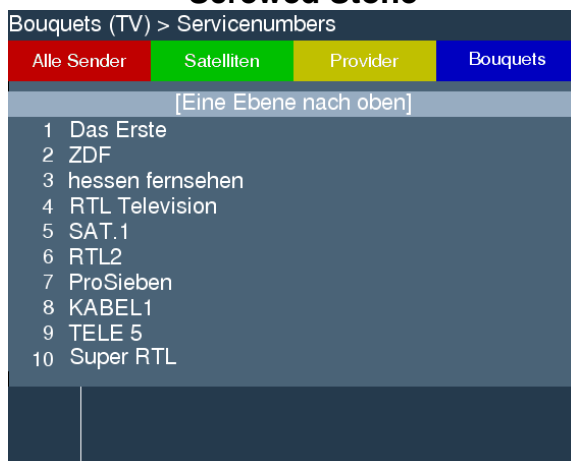 Bouquets (TV) > Servicenumbers
Alle Sender Satelliten Provider Bouquets
[Eine Ebene nach oben]
1 Das Erste
2 ZDF
3 hessen fernsehen
4 RTL Television
5 SAT.1
6 RTL2
7 ProSieben
8 KABEL1
9 TELE 5
10 Super RTL